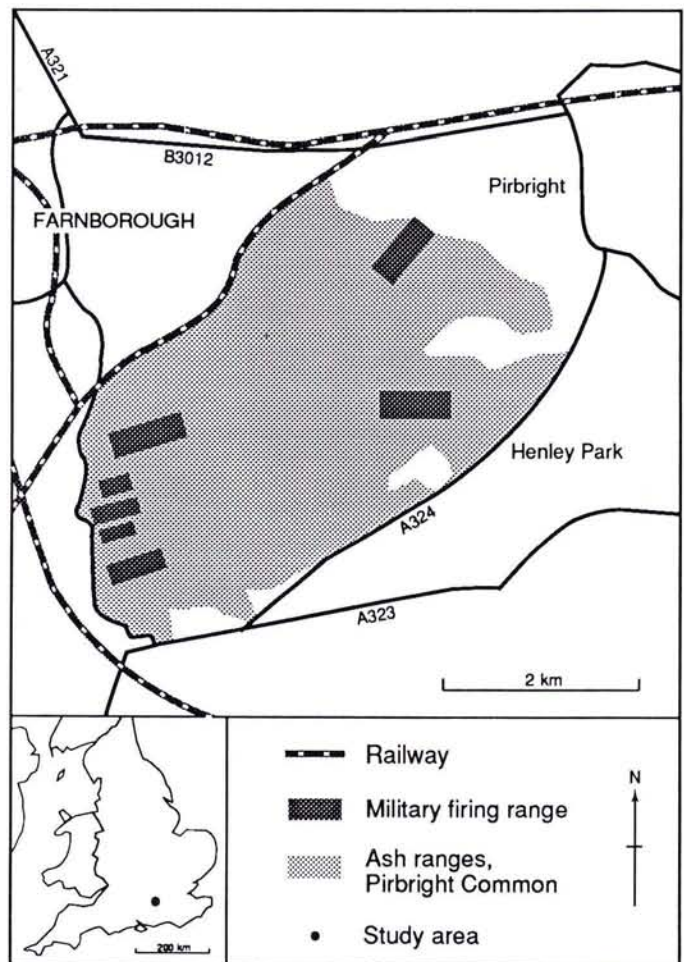 A321
B3012
Pirbright
FARNBOROUGH
Henley Park
A324
A323
2 km
Railway
N
Military firing range
Ash ranges,
Pirbright Common
Study area
200 km